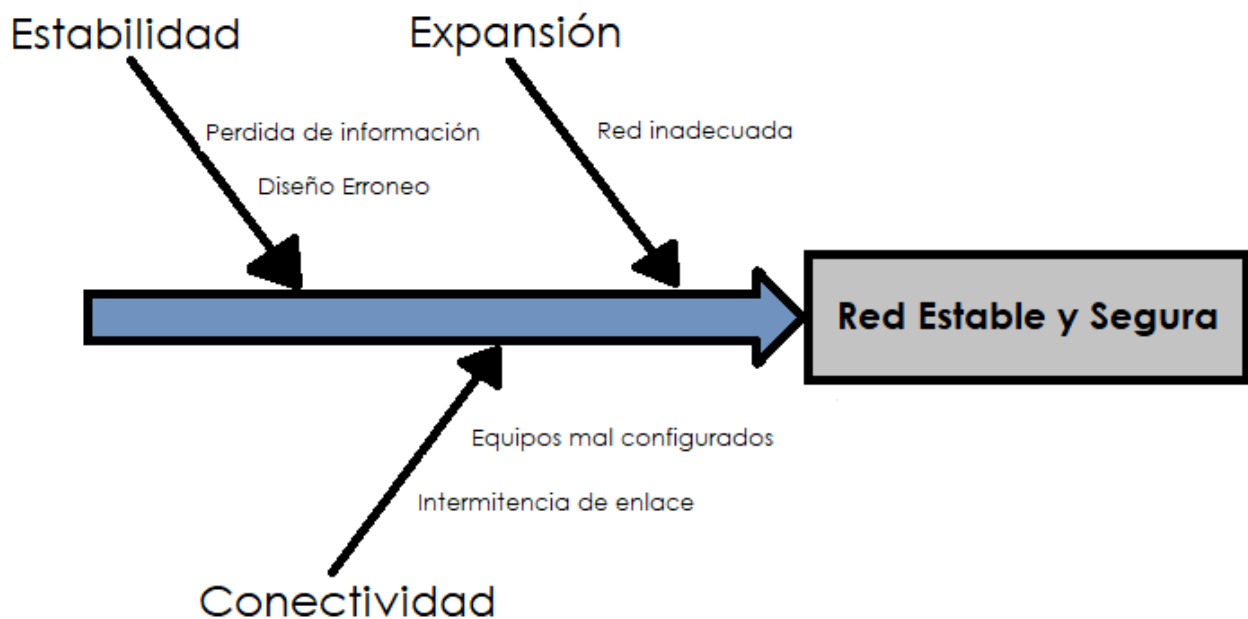 Estabilidad
Expansión
Perdida de información
Red inadecuada
Diseño Erroneo
Red Estable y Segura
Equipos mal configurados
Intermitencia de enlace
Conectividad